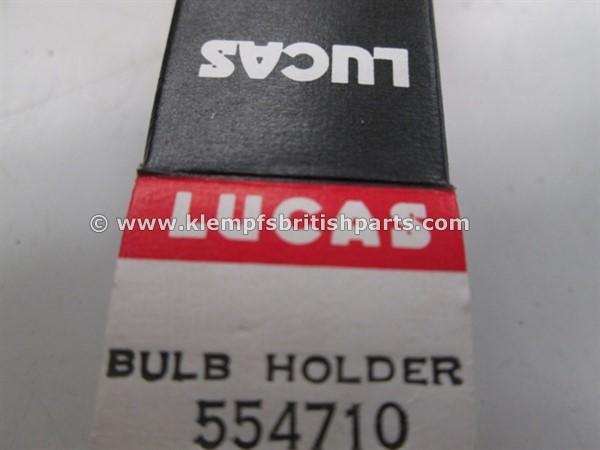 LUCAS
LUCAS
© www.klempfsbritishparts.com
BULB HOLDER
554710